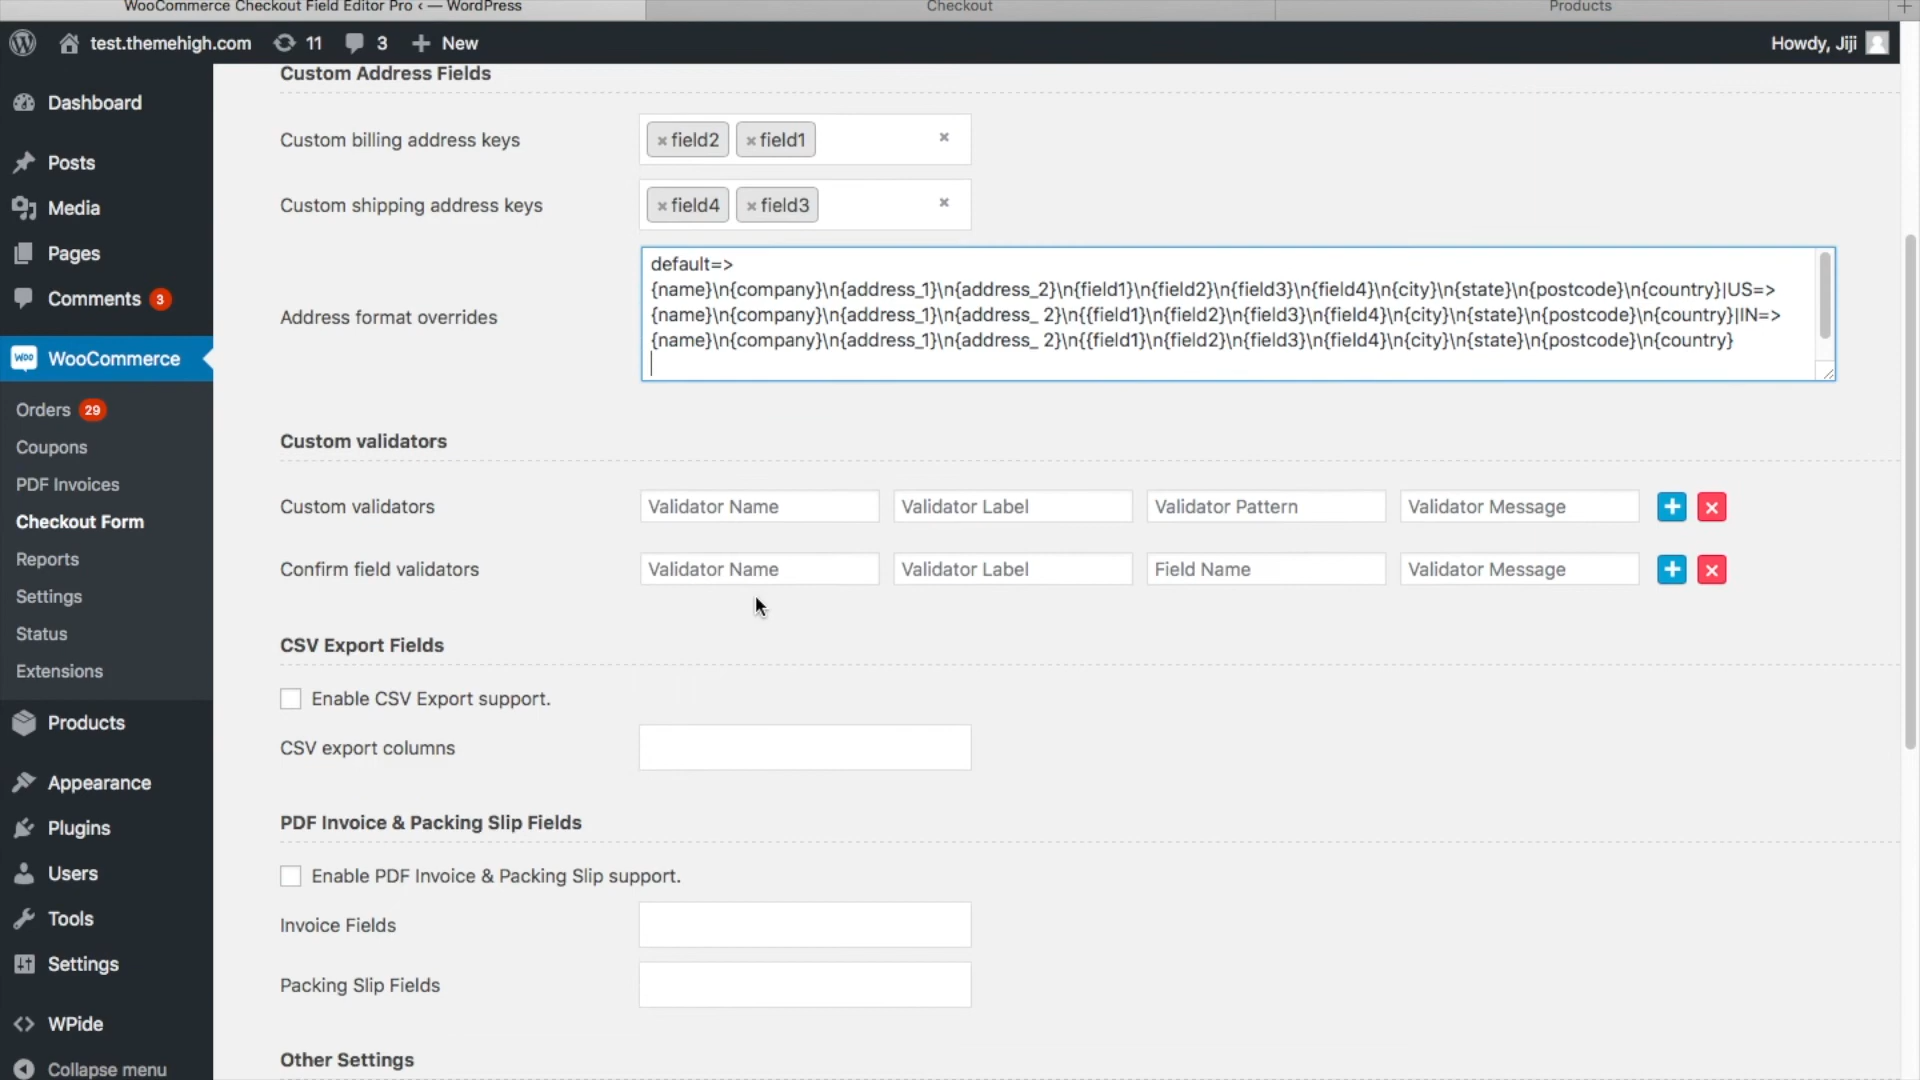 WooCommerce Checkout Field Editor Pro ‹ — WordPress
Checkout
Products
test.themehigh.com
11
3
New
Howdy, Jiji
Dashboard
Posts
Media
Pages
Comments 3
WooCommerce
Orders 29
Coupons
PDF Invoices
Checkout Form
Reports
Settings
Status
Extensions
Products
Appearance
Plugins
Users
Tools
Settings
WPide
Collapse menu
Custom Address Fields
Custom billing address keys
×field2 ×field1 ×
Custom shipping address keys
×field4 ×field3 ×
Address format overrides
default=>
{name}\n{company}\n{address_1}\n{address_2}\n{field1}\n{field2}\n{field3}\n{field4}\n{city}\n{state}\n{postcode}\n{country}|US=>
{name}\n{company}\n{address_1}\n{address_ 2}\n{{field1}\n{field2}\n{field3}\n{field4}\n{city}\n{state}\n{postcode}\n{country}|IN=>
{name}\n{company}\n{address_1}\n{address_ 2}\n{{field1}\n{field2}\n{field3}\n{field4}\n{city}\n{state}\n{postcode}\n{country}
Custom validators
Custom validators Validator Name Validator Label Validator Pattern Validator Message
Confirm field validators Validator Name Validator Label Field Name Validator Message
CSV Export Fields
Enable CSV Export support.
CSV export columns
PDF Invoice & Packing Slip Fields
Enable PDF Invoice & Packing Slip support.
Invoice Fields
Packing Slip Fields
Other Settings